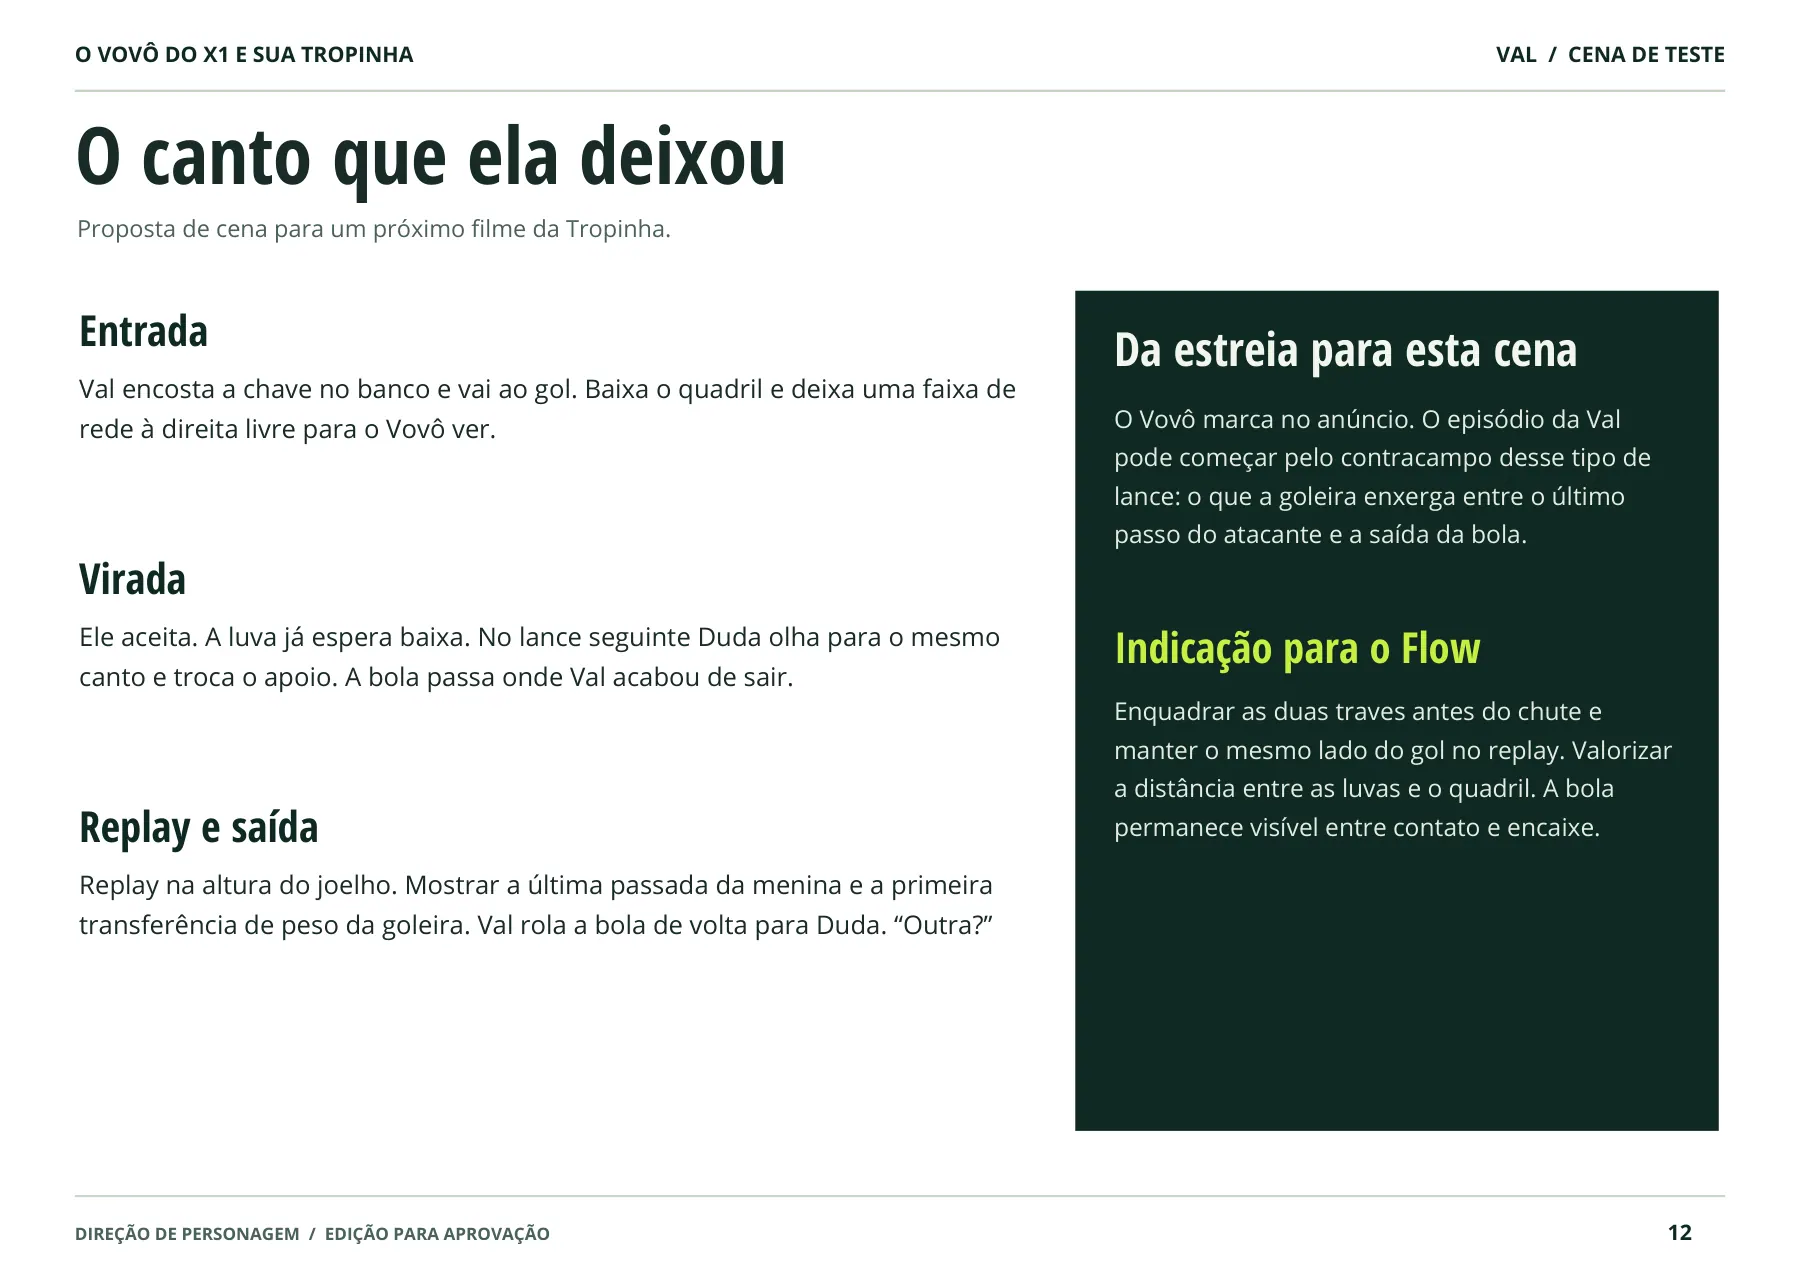 O VOVÔ DO X1 E SUA TROPINHA
VAL / CENA DE TESTE
O canto que ela deixou
Proposta de cena para um próximo filme da Tropinha.
Entrada
Val encosta a chave no banco e vai ao gol. Baixa o quadril e deixa uma faixa de
rede à direita livre para o Vovô ver.
Virada
Ele aceita. A luva já espera baixa. No lance seguinte Duda olha para o mesmo
canto e troca o apoio. A bola passa onde Val acabou de sair.
Replay e saída
Replay na altura do joelho. Mostrar a última passada da menina e a primeira
transferência de peso da goleira. Val rola a bola de volta para Duda. “Outra?”
Da estreia para esta cena
O Vovô marca no anúncio. O episódio da Val
pode começar pelo contracampo desse tipo de
lance: o que a goleira enxerga entre o último
passo do atacante e a saída da bola.
Indicação para o Flow
Enquadrar as duas traves antes do chute e
manter o mesmo lado do gol no replay. Valorizar
a distância entre as luvas e o quadril. A bola
permanece visível entre contato e encaixe.
DIREÇÃO DE PERSONAGEM / EDIÇÃO PARA APROVAÇÃO
12